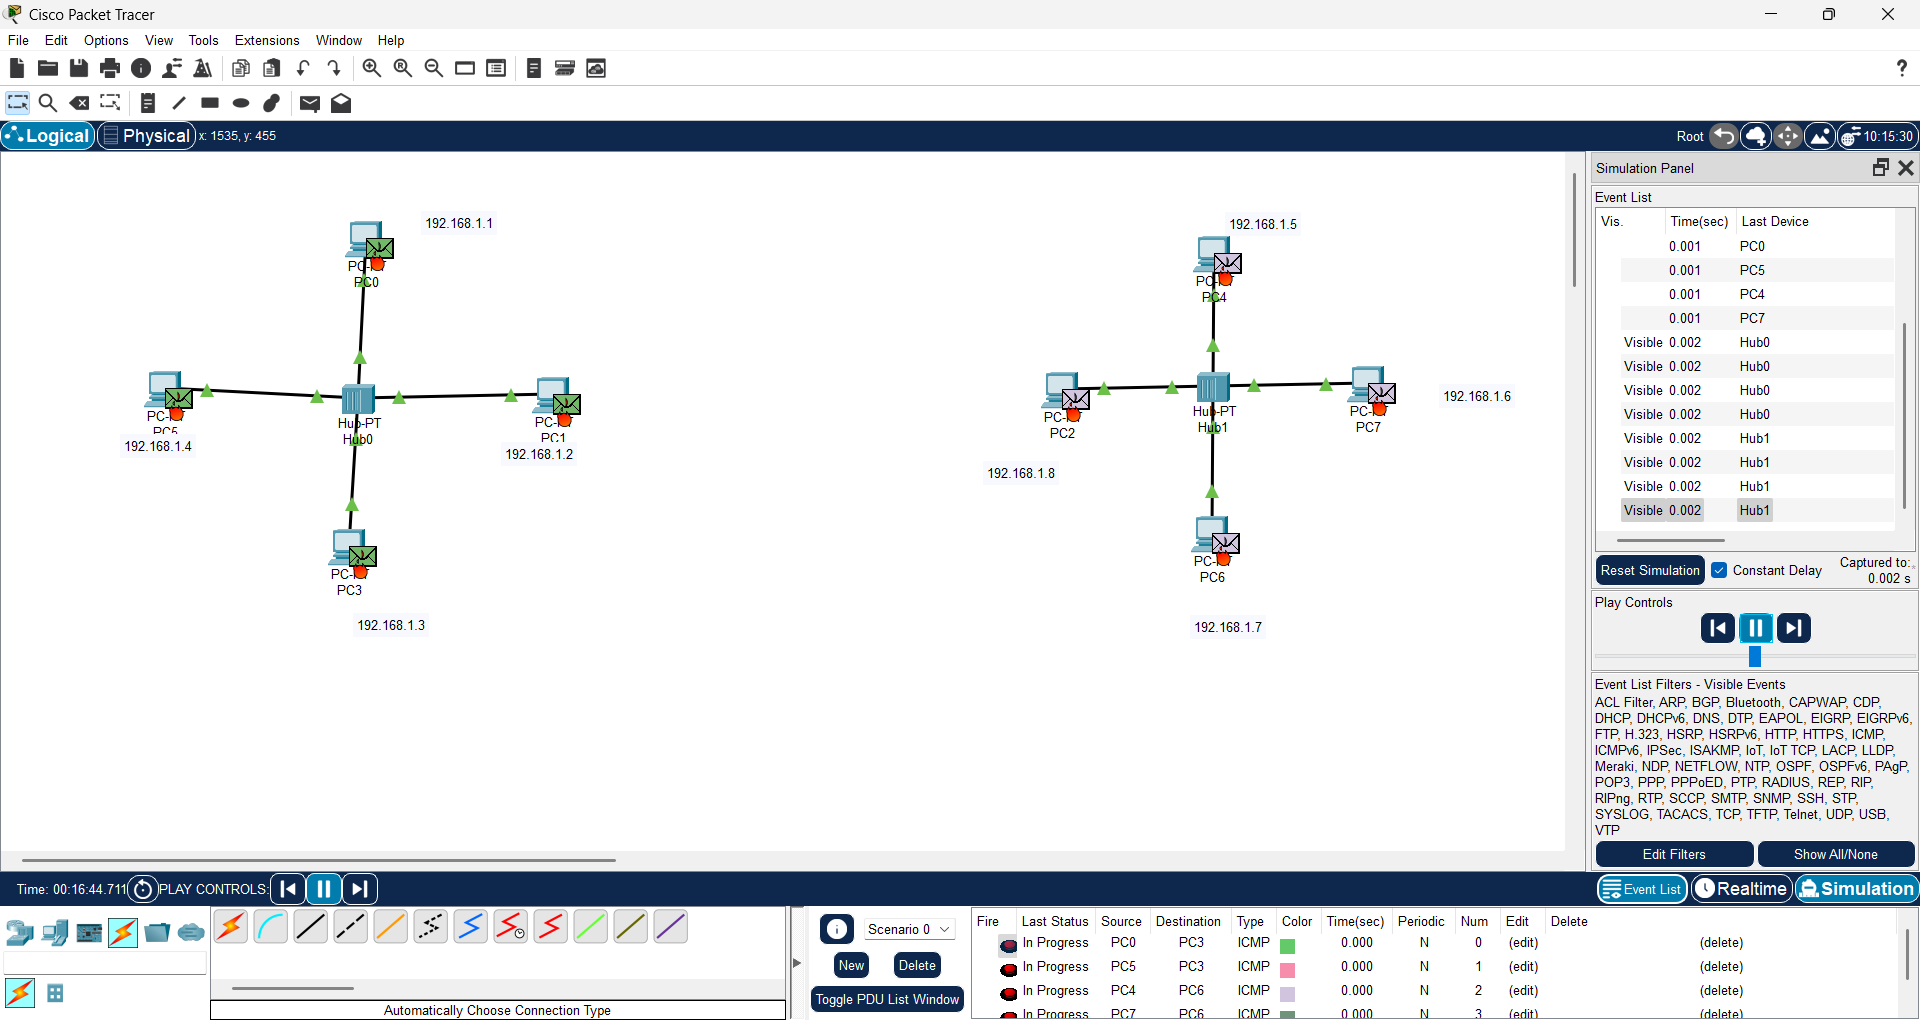 Cisco Packet Tracer
File Edit Options View Tools Extensions Window Help
Logical Physical x: 1535, y: 455 Root 10:15:30
192.168.1.1
PC0
192.168.1.4
PC5
Hub-PT
Hub0
PC1
192.168.1.2
PC3
192.168.1.3
192.168.1.5
PC4
PC2
192.168.1.8
Hub-PT
Hub1
PC7
192.168.1.6
PC6
192.168.1.7
Simulation Panel
Event List
Vis. Time(sec) Last Device
0.001 PC0
0.001 PC5
0.001 PC4
0.001 PC7
Visible 0.002 Hub0
Visible 0.002 Hub0
Visible 0.002 Hub0
Visible 0.002 Hub0
Visible 0.002 Hub1
Visible 0.002 Hub1
Visible 0.002 Hub1
Visible 0.002 Hub1
Reset Simulation Constant Delay Captured to:
0.002 s
Play Controls
Event List Filters - Visible Events
ACL Filter, ARP, BGP, Bluetooth, CAPWAP, CDP,
DHCP, DHCPv6, DNS, DTP, EAPOL, EIGRP, EIGRPv6,
FTP, H.323, HSRP, HSRPv6, HTTP, HTTPS, ICMP,
ICMPv6, IPSec, ISAKMP, IoT, IoT TCP, LACP, LLDP,
Meraki, NDP, NETFLOW, NTP, OSPF, OSPFv6, PAgP,
POP3, PPP, PPPoED, PTP, RADIUS, REP, RIP,
RIPng, RTP, SCCP, SMTP, SNMP, SSH, STP,
SYSLOG, TACACS, TCP, TFTP, Telnet, UDP, USB,
VTP
Edit Filters Show All/None
Time: 00:16:44.711 PLAY CONTROLS:
Event List Realtime Simulation
Automatically Choose Connection Type
Scenario 0
New Delete
Toggle PDU List Window
Fire Last Status Source Destination Type Color Time(sec) Periodic Num Edit Delete
In Progress PC0 PC3 ICMP 0.000 N 0 (edit) (delete)
In Progress PC5 PC3 ICMP 0.000 N 1 (edit) (delete)
In Progress PC4 PC6 ICMP 0.000 N 2 (edit) (delete)
In Progress PC7 PC6 ICMP 0.000 N 3 (edit) (delete)